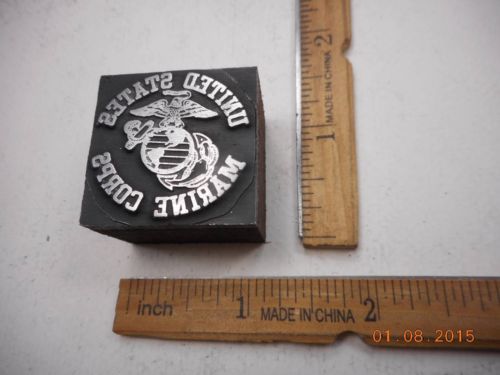 UNITED STATES
MARINE CORPS
1 MADE IN CHINA 2
inch 1 MADE IN CHINA 2
01.08.2015